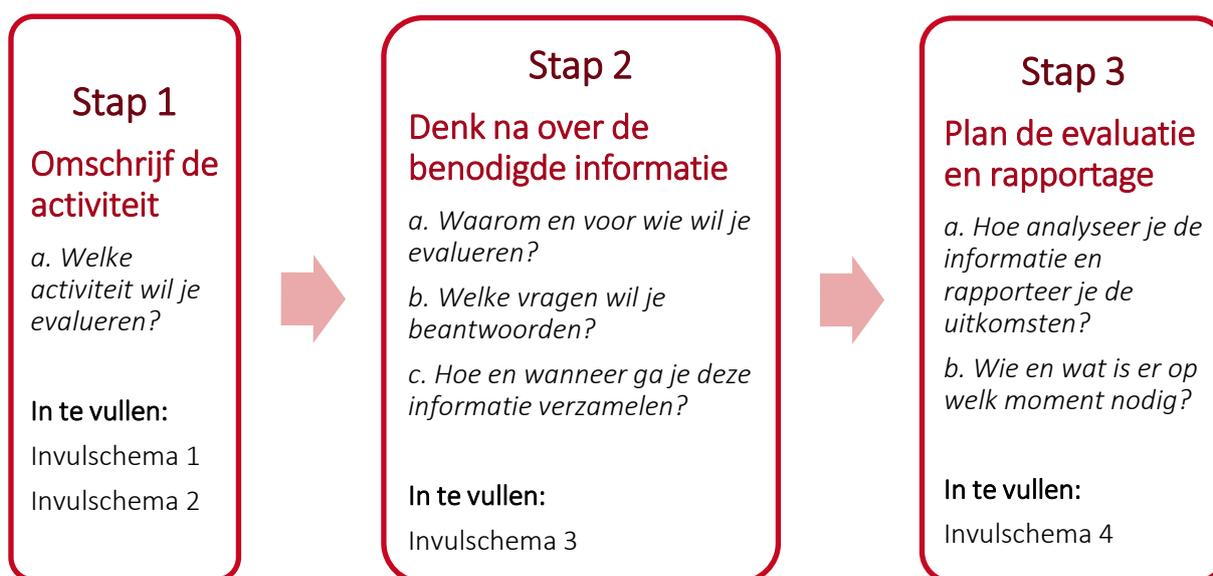 Stap 1
Omschrijf de
activiteit
a. Welke
activiteit wil je
evalueren?
In te vullen:
Invulschema 1
Invulschema 2
Stap 2
Denk na over de
benodigde informatie
a. Waarom en voor wie wil je
evalueren?
b. Welke vragen wil je
beantwoorden?
c. Hoe en wanneer ga je deze
informatie verzamelen?
In te vullen:
Invulschema 3
Stap 3
Plan de evaluatie
en rapportage
a. Hoe analyseer je de
informatie en
rapporteer je de
uitkomsten?
b. Wie en wat is er op
welk moment nodig?
In te vullen:
Invulschema 4